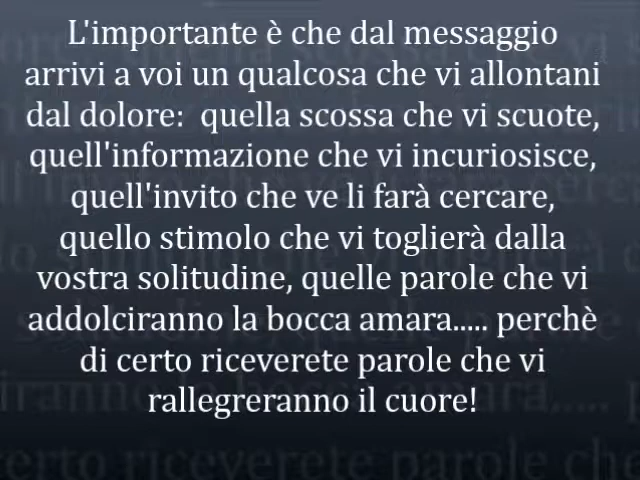 L'importante è che dal messaggio
arrivi a voi un qualcosa che vi allontani
dal dolore:  quella scossa che vi scuote,
quell'informazione che vi incuriosisce,
quell'invito che ve li farà cercare,
quello stimolo che vi toglierà dalla
vostra solitudine, quelle parole che vi
addolciranno la bocca amara..... perchè
di certo riceverete parole che vi
rallegreranno il cuore!